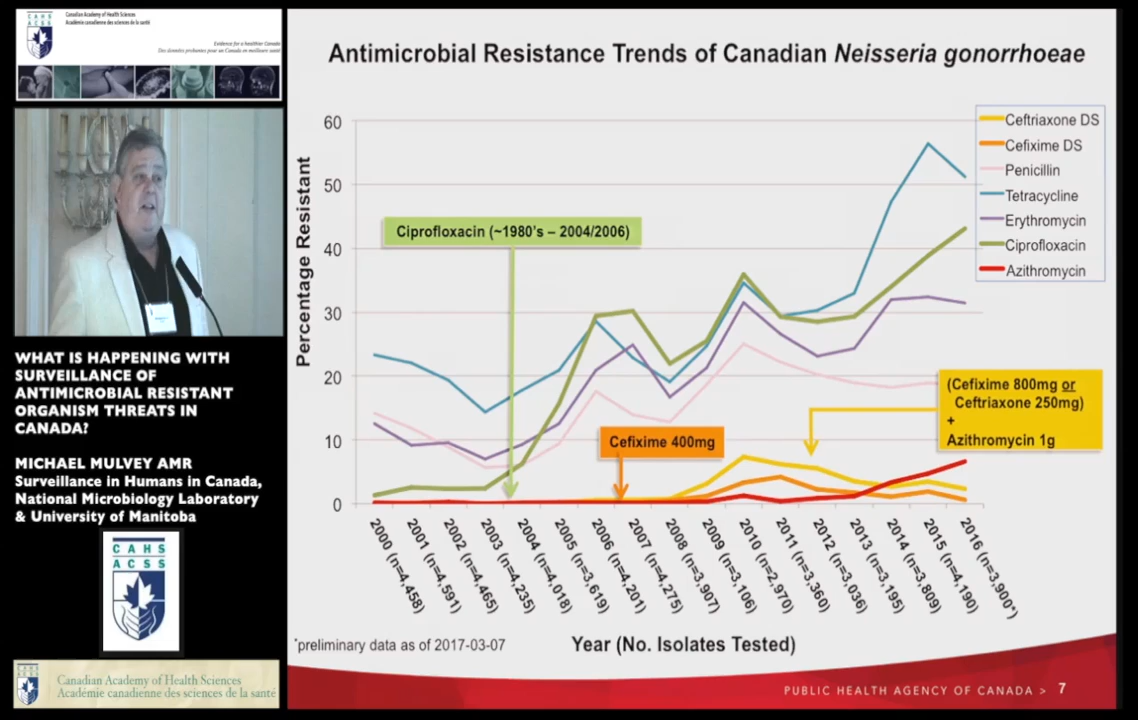 CAHS
ACSS
Canadian Academy of Health Sciences
Académie canadienne des sciences de la santé
Evidence for a healthier Canada
Des données probantes pour un Canada en meilleure santé
WHAT IS HAPPENING WITH
SURVEILLANCE OF
ANTIMICROBIAL RESISTANT
ORGANISM THREATS IN
CANADA?
MICHAEL MULVEY AMR
Surveillance in Humans in Canada,
National Microbiology Laboratory
& University of Manitoba
CAHS
ACSS
CAHS
ACSS
Canadian Academy of Health Sciences
Académie canadienne des sciences de la santé
Antimicrobial Resistance Trends of Canadian Neisseria gonorrhoeae
Percentage Resistant
60
50
40
30
20
10
0
Ceftriaxone DS
Cefixime DS
Penicillin
Tetracycline
Erythromycin
Ciprofloxacin
Azithromycin
Ciprofloxacin (~1980's – 2004/2006)
Cefixime 400mg
(Cefixime 800mg or
Ceftriaxone 250mg)
+
Azithromycin 1g
2000 (n=4,458)
2001 (n=4,591)
2002 (n=4,465)
2003 (n=4,235)
2004 (n=4,018)
2005 (n=3,619)
2006 (n=4,201)
2007 (n=4,275)
2008 (n=3,907)
2009 (n=3,106)
2010 (n=2,970)
2011 (n=3,360)
2012 (n=3,036)
2013 (n=3,195)
2014 (n=3,809)
2015 (n=4,190)
2016 (n=3,900*)
*preliminary data as of 2017-03-07
Year (No. Isolates Tested)
PUBLIC HEALTH AGENCY OF CANADA > 7